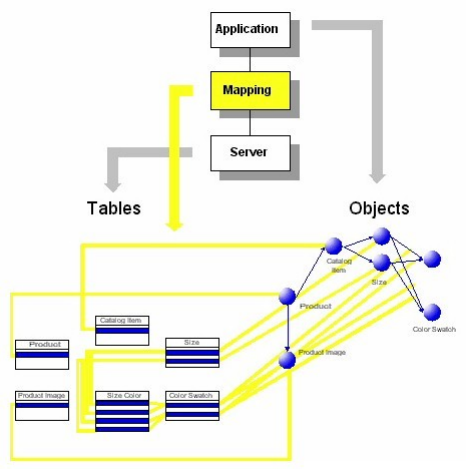 Application
Mapping
Server
Tables
Objects
Catalog
Item
Size
Product
Color Swatch
Product Image
Catalog Item
Product
Size
Product Image
Size Color
Color Swatch